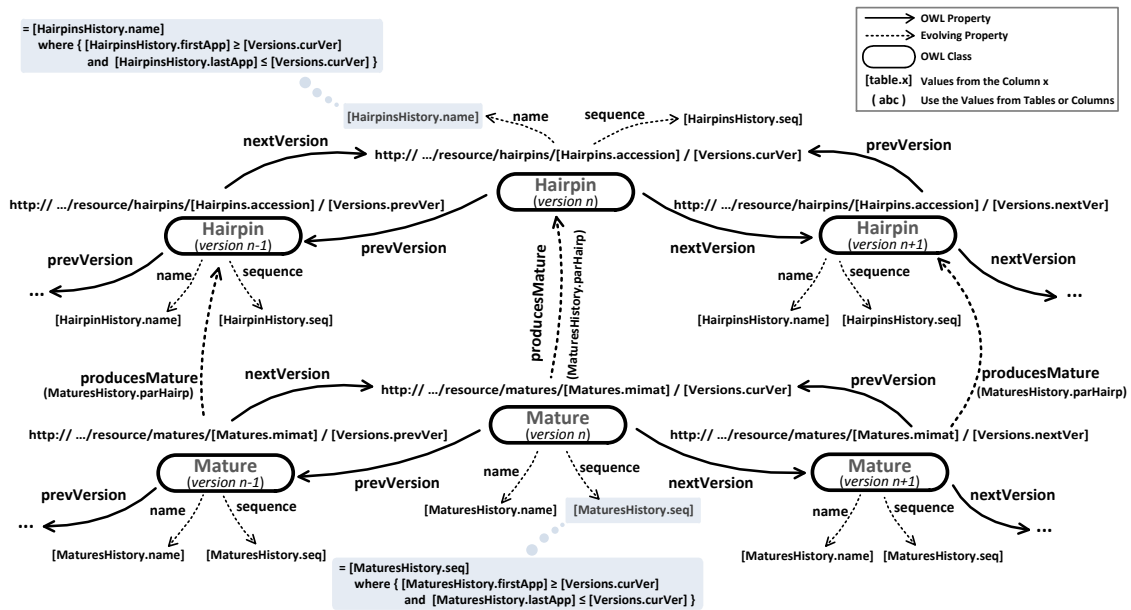 = [HairpinsHistory.name]
where { [HairpinsHistory.firstApp] ≥ [Versions.curVer]
and [HairpinsHistory.lastApp] ≤ [Versions.curVer] }
OWL Property
Evolving Property
OWL Class
[table.x] Values from the Column x
( abc ) Use the Values from Tables or Columns
[HairpinsHistory.name]
name
sequence
[HairpinsHistory.seq]
nextVersion
prevVersion
http:// .../resource/hairpins/[Hairpins.accession] / [Versions.curVer]
Hairpin
(version n)
http:// .../resource/hairpins/[Hairpins.accession] / [Versions.prevVer]
http:// .../resource/hairpins/[Hairpins.accession] / [Versions.nextVer]
Hairpin
(version n-1)
Hairpin
(version n+1)
prevVersion
nextVersion
prevVersion
name
sequence
name
sequence
nextVersion
...
...
[HairpinHistory.name]
[HairpinHistory.seq]
[HairpinsHistory.name]
[HairpinsHistory.seq]
producesMature
(MaturesHistory.parHairp)
producesMature
(MaturesHistory.parHairp)
producesMature
(MaturesHistory.parHairp)
nextVersion
prevVersion
http:// .../resource/matures/[Matures.mimat] / [Versions.curVer]
Mature
(version n)
http:// .../resource/matures/[Matures.mimat] / [Versions.prevVer]
http:// .../resource/matures/[Matures.mimat] / [Versions.nextVer]
Mature
(version n-1)
Mature
(version n+1)
prevVersion
name
sequence
nextVersion
prevVersion
name
sequence
name
sequence
nextVersion
...
...
[MaturesHistory.name]
[MaturesHistory.seq]
[MaturesHistory.name]
[MaturesHistory.seq]
[MaturesHistory.name]
[MaturesHistory.seq]
= [MaturesHistory.seq]
where { [MaturesHistory.firstApp] ≥ [Versions.curVer]
and [MaturesHistory.lastApp] ≤ [Versions.curVer] }